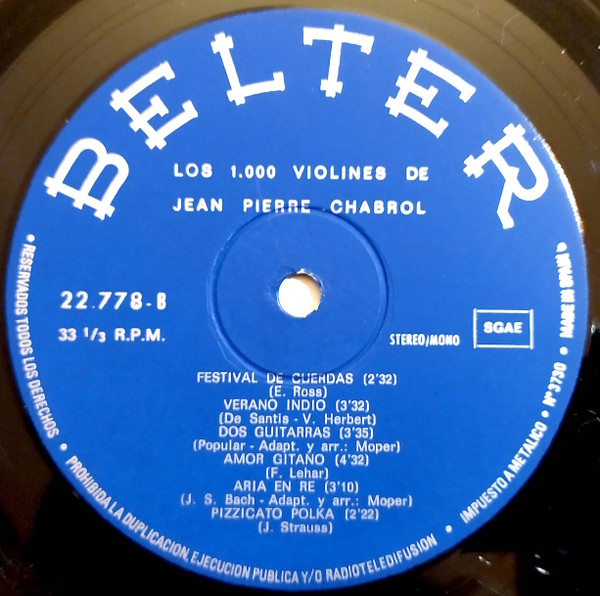 BELTER
LOS 1.000 VIOLINES DE
JEAN PIERRE CHABROL
22.778-B
33 1/3 R.P.M.
STEREO/MONO
SGAE
FESTIVAL DE CUERDAS (2'32)
(E. Ross)
VERANO INDIO (3'32)
(De Santis - V. Herbert)
DOS GUITARRAS (3'35)
(Popular - Adapt. y arr.: Moper)
AMOR GITANO (4'32)
(F. Lehar)
ARIA EN RE (3'10)
(J. S. Bach - Adapt. y arr.: Moper)
PIZZICATO POLKA (2'22)
(J. Strauss)
• RESERVADOS TODOS LOS DERECHOS • PROHIBIDA LA DUPLICACION, EJECUCION PUBLICA Y/O RADIOTELEDIFUSION • IMPUESTO A METALICO • Nº 3730 • MADE IN SPAIN •